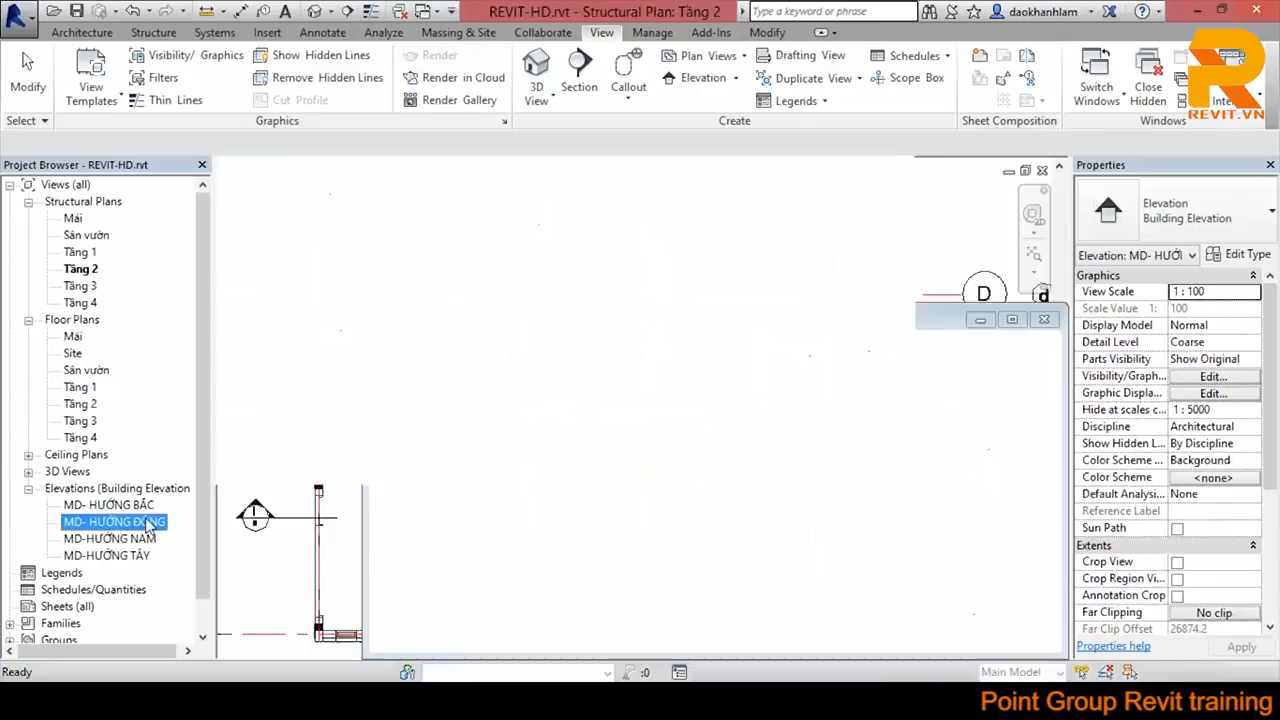 REVIT-HD.rvt - Structural Plan: Tầng 2
Type a keyword or phrase
daokhanhlam
Architecture Structure Systems Insert Annotate Analyze Massing & Site Collaborate View Manage Add-Ins Modify
Modify
View
Templates
Visibility/ Graphics
Filters
Thin Lines
Show Hidden Lines
Remove Hidden Lines
Cut Profile
Render
Render in Cloud
Render Gallery
3D
View
Section
Callout
Plan Views
Elevation
Drafting View
Duplicate View
Legends
Schedules
Scope Box
Switch
Windows
Close
Hidden
REVIT.VN
Select
Graphics
Create
Sheet Composition
Windows
Project Browser - REVIT-HD.rvt
Views (all)
Structural Plans
Mái
Sân vườn
Tầng 1
Tầng 2
Tầng 3
Tầng 4
Floor Plans
Mái
Site
Sân vườn
Tầng 1
Tầng 2
Tầng 3
Tầng 4
Ceiling Plans
3D Views
Elevations (Building Elevation
MD- HƯỚNG BẮC
MD- HƯỚNG ĐÔNG
MD-HƯỚNG NAM
MD-HƯỚNG TÂY
Legends
Schedules/Quantities
Sheets (all)
Families
Groups
D
d
Properties
Elevation
Building Elevation
Elevation: MD- HƯỚI
Edit Type
Graphics
View Scale 1 : 100
Scale Value 1: 100
Display Model Normal
Detail Level Coarse
Parts Visibility Show Original
Visibility/Graph... Edit...
Graphic Displa... Edit...
Hide at scales c... 1 : 5000
Discipline Architectural
Show Hidden L... By Discipline
Color Scheme ... Background
Color Scheme <none>
Default Analysi... None
Reference Label
Sun Path
Extents
Crop View
Crop Region Vi...
Annotation Crop
Far Clipping No clip
Far Clip Offset 26874.2
Properties help
Apply
Ready
:0
Main Model
Point Group Revit training